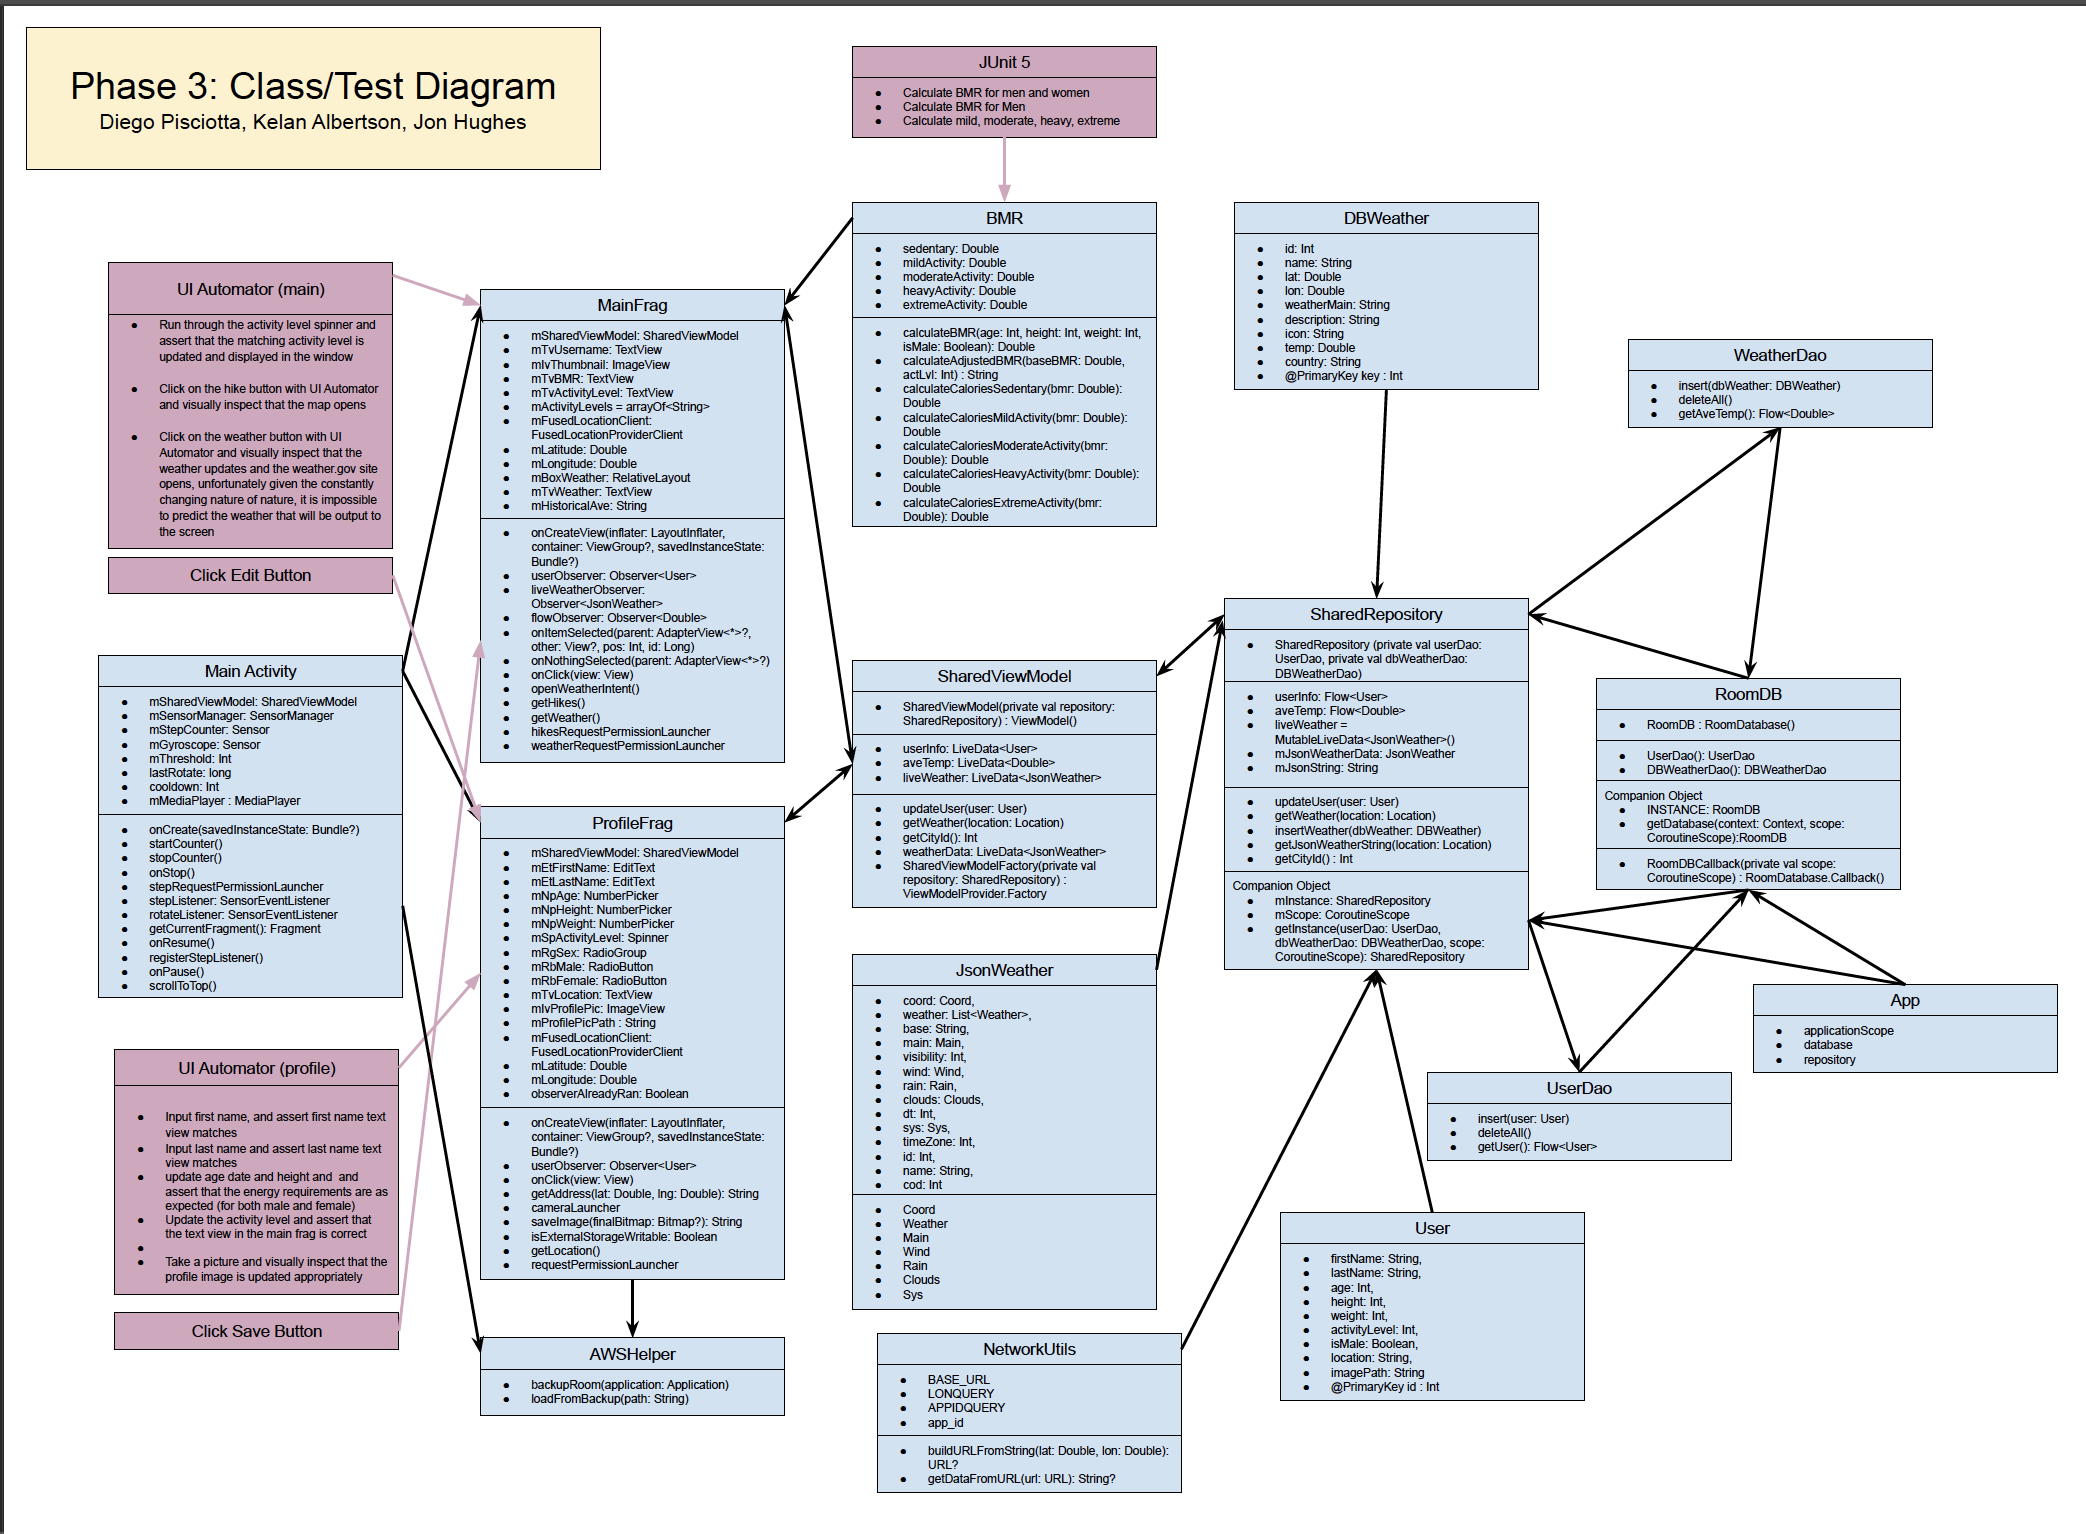 Phase 3: Class/Test Diagram
Diego Pisciotta, Kelan Albertson, Jon Hughes
JUnit 5
Calculate BMR for men and women
Calculate BMR for Men
Calculate mild, moderate, heavy, extreme
UI Automator (main)
Run through the activity level spinner and
assert that the matching activity level is
updated and displayed in the window
Click on the hike button with UI Automator
and visually inspect that the map opens
Click on the weather button with UI
Automator and visually inspect that the
weather updates and the weather.gov site
opens, unfortunately given the constantly
changing nature of nature, it is impossible
to predict the weather that will be output to
the screen
Click Edit Button
Main Activity
mSharedViewModel: SharedViewModel
mSensorManager: SensorManager
mStepCounter: Sensor
mGyroscope: Sensor
mThreshold: Int
lastRotate: long
cooldown: Int
mMediaPlayer : MediaPlayer
onCreate(savedInstanceState: Bundle?)
startCounter()
stopCounter()
onStop()
stepRequestPermissionLauncher
stepListener: SensorEventListener
rotateListener: SensorEventListener
getCurrentFragment(): Fragment
onResume()
registerStepListener()
onPause()
scrollToTop()
UI Automator (profile)
Input first name, and assert first name text
view matches
Input last name and assert last name text
view matches
update age date and height and  and
assert that the energy requirements are as
expected (for both male and female)
Update the activity level and assert that
the text view in the main frag is correct
Take a picture and visually inspect that the
profile image is updated appropriately
Click Save Button
MainFrag
mSharedViewModel: SharedViewModel
mTvUsername: TextView
mIvThumbnail: ImageView
mTvBMR: TextView
mTvActivityLevel: TextView
mActivityLevels = arrayOf<String>
mFusedLocationClient:
FusedLocationProviderClient
mLatitude: Double
mLongitude: Double
mBoxWeather: RelativeLayout
mTvWeather: TextView
mHistoricalAve: String
onCreateView(inflater: LayoutInflater,
container: ViewGroup?, savedInstanceState:
Bundle?)
userObserver: Observer<User>
liveWeatherObserver:
Observer<JsonWeather>
flowObserver: Observer<Double>
onItemSelected(parent: AdapterView<*>?,
other: View?, pos: Int, id: Long)
onNothingSelected(parent: AdapterView<*>?)
onClick(view: View)
openWeatherIntent()
getHikes()
getWeather()
hikesRequestPermissionLauncher
weatherRequestPermissionLauncher
ProfileFrag
mSharedViewModel: SharedViewModel
mEtFirstName: EditText
mEtLastName: EditText
mNpAge: NumberPicker
mNpHeight: NumberPicker
mNpWeight: NumberPicker
mSpActivityLevel: Spinner
mRgSex: RadioGroup
mRbMale: RadioButton
mRbFemale: RadioButton
mTvLocation: TextView
mIvProfilePic: ImageView
mProfilePicPath : String
mFusedLocationClient:
FusedLocationProviderClient
mLatitude: Double
mLongitude: Double
observerAlreadyRan: Boolean
onCreateView(inflater: LayoutInflater,
container: ViewGroup?, savedInstanceState:
Bundle?)
userObserver: Observer<User>
onClick(view: View)
getAddress(lat: Double, lng: Double): String
cameraLauncher
saveImage(finalBitmap: Bitmap?): String
isExternalStorageWritable: Boolean
getLocation()
requestPermissionLauncher
AWSHelper
backupRoom(application: Application)
loadFromBackup(path: String)
BMR
sedentary: Double
mildActivity: Double
moderateActivity: Double
heavyActivity: Double
extremeActivity: Double
calculateBMR(age: Int, height: Int, weight: Int,
isMale: Boolean): Double
calculateAdjustedBMR(baseBMR: Double,
actLvl: Int) : String
calculateCaloriesSedentary(bmr: Double):
Double
calculateCaloriesMildActivity(bmr: Double):
Double
calculateCaloriesModerateActivity(bmr:
Double): Double
calculateCaloriesHeavyActivity(bmr: Double):
Double
calculateCaloriesExtremeActivity(bmr:
Double): Double
SharedViewModel
SharedViewModel(private val repository:
SharedRepository) : ViewModel()
userInfo: LiveData<User>
aveTemp: LiveData<Double>
liveWeather: LiveData<JsonWeather>
updateUser(user: User)
getWeather(location: Location)
getCityId(): Int
weatherData: LiveData<JsonWeather>
SharedViewModelFactory(private val
repository: SharedRepository) :
ViewModelProvider.Factory
JsonWeather
coord: Coord,
weather: List<Weather>,
base: String,
main: Main,
visibility: Int,
wind: Wind,
rain: Rain,
clouds: Clouds,
dt: Int,
sys: Sys,
timeZone: Int,
id: Int,
name: String,
cod: Int
Coord
Weather
Main
Wind
Rain
Clouds
Sys
NetworkUtils
BASE_URL
LONQUERY
APPIDQUERY
app_id
buildURLFromString(lat: Double, lon: Double):
URL?
getDataFromURL(url: URL): String?
DBWeather
id: Int
name: String
lat: Double
lon: Double
weatherMain: String
description: String
icon: String
temp: Double
country: String
@PrimaryKey key : Int
SharedRepository
SharedRepository (private val userDao:
UserDao, private val dbWeatherDao:
DBWeatherDao)
userInfo: Flow<User>
aveTemp: Flow<Double>
liveWeather =
MutableLiveData<JsonWeather>()
mJsonWeatherData: JsonWeather
mJsonString: String
updateUser(user: User)
getWeather(location: Location)
insertWeather(dbWeather: DBWeather)
getJsonWeatherString(location: Location)
getCityId() : Int
Companion Object
mInstance: SharedRepository
mScope: CoroutineScope
getInstance(userDao: UserDao,
dbWeatherDao: DBWeatherDao, scope:
CoroutineScope): SharedRepository
WeatherDao
insert(dbWeather: DBWeather)
deleteAll()
getAveTemp(): Flow<Double>
RoomDB
RoomDB : RoomDatabase()
UserDao(): UserDao
DBWeatherDao(): DBWeatherDao
Companion Object
INSTANCE: RoomDB
getDatabase(context: Context, scope:
CoroutineScope):RoomDB
RoomDBCallback(private val scope:
CoroutineScope) : RoomDatabase.Callback()
App
applicationScope
database
repository
UserDao
insert(user: User)
deleteAll()
getUser(): Flow<User>
User
firstName: String,
lastName: String,
age: Int,
height: Int,
weight: Int,
activityLevel: Int,
isMale: Boolean,
location: String,
imagePath: String
@PrimaryKey id : Int